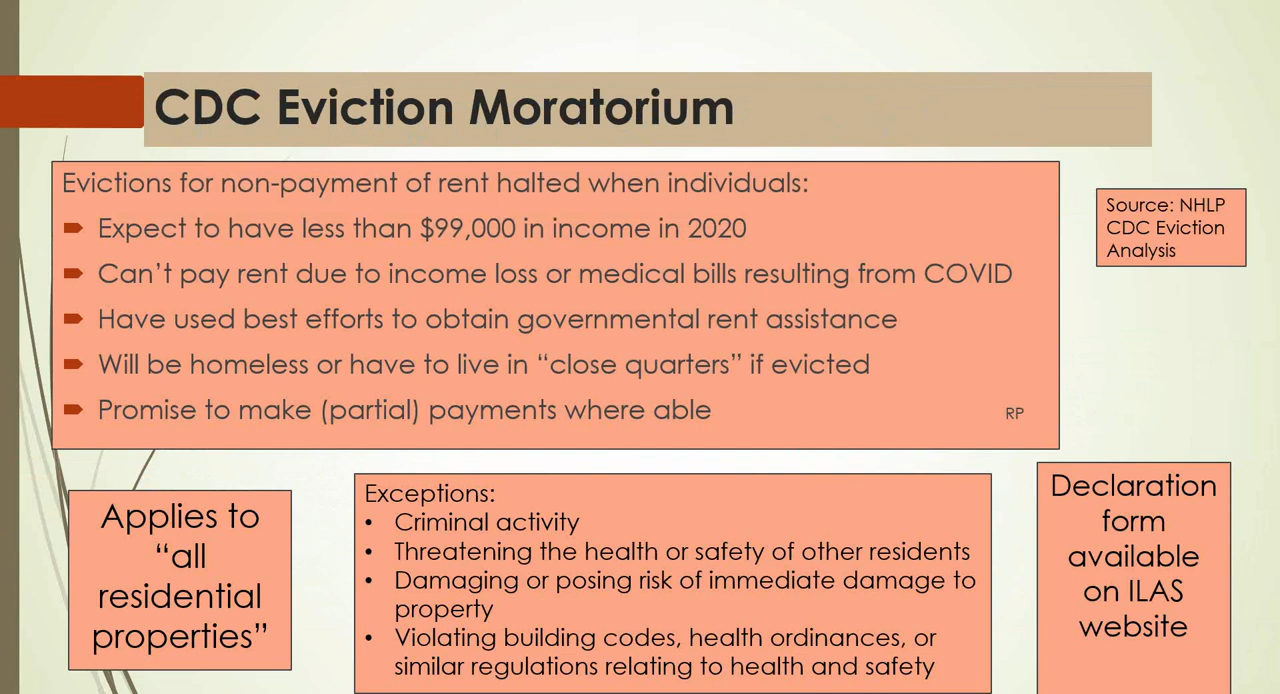 CDC Eviction Moratorium
Evictions for non-payment of rent halted when individuals:
Expect to have less than $99,000 in income in 2020
Can’t pay rent due to income loss or medical bills resulting from COVID
Have used best efforts to obtain governmental rent assistance
Will be homeless or have to live in “close quarters” if evicted
Promise to make (partial) payments where able
RP
Source: NHLP
CDC Eviction
Analysis
Applies to
“all
residential
properties”
Exceptions:
• Criminal activity
• Threatening the health or safety of other residents
• Damaging or posing risk of immediate damage to
property
• Violating building codes, health ordinances, or
similar regulations relating to health and safety
Declaration
form
available
on ILAS
website